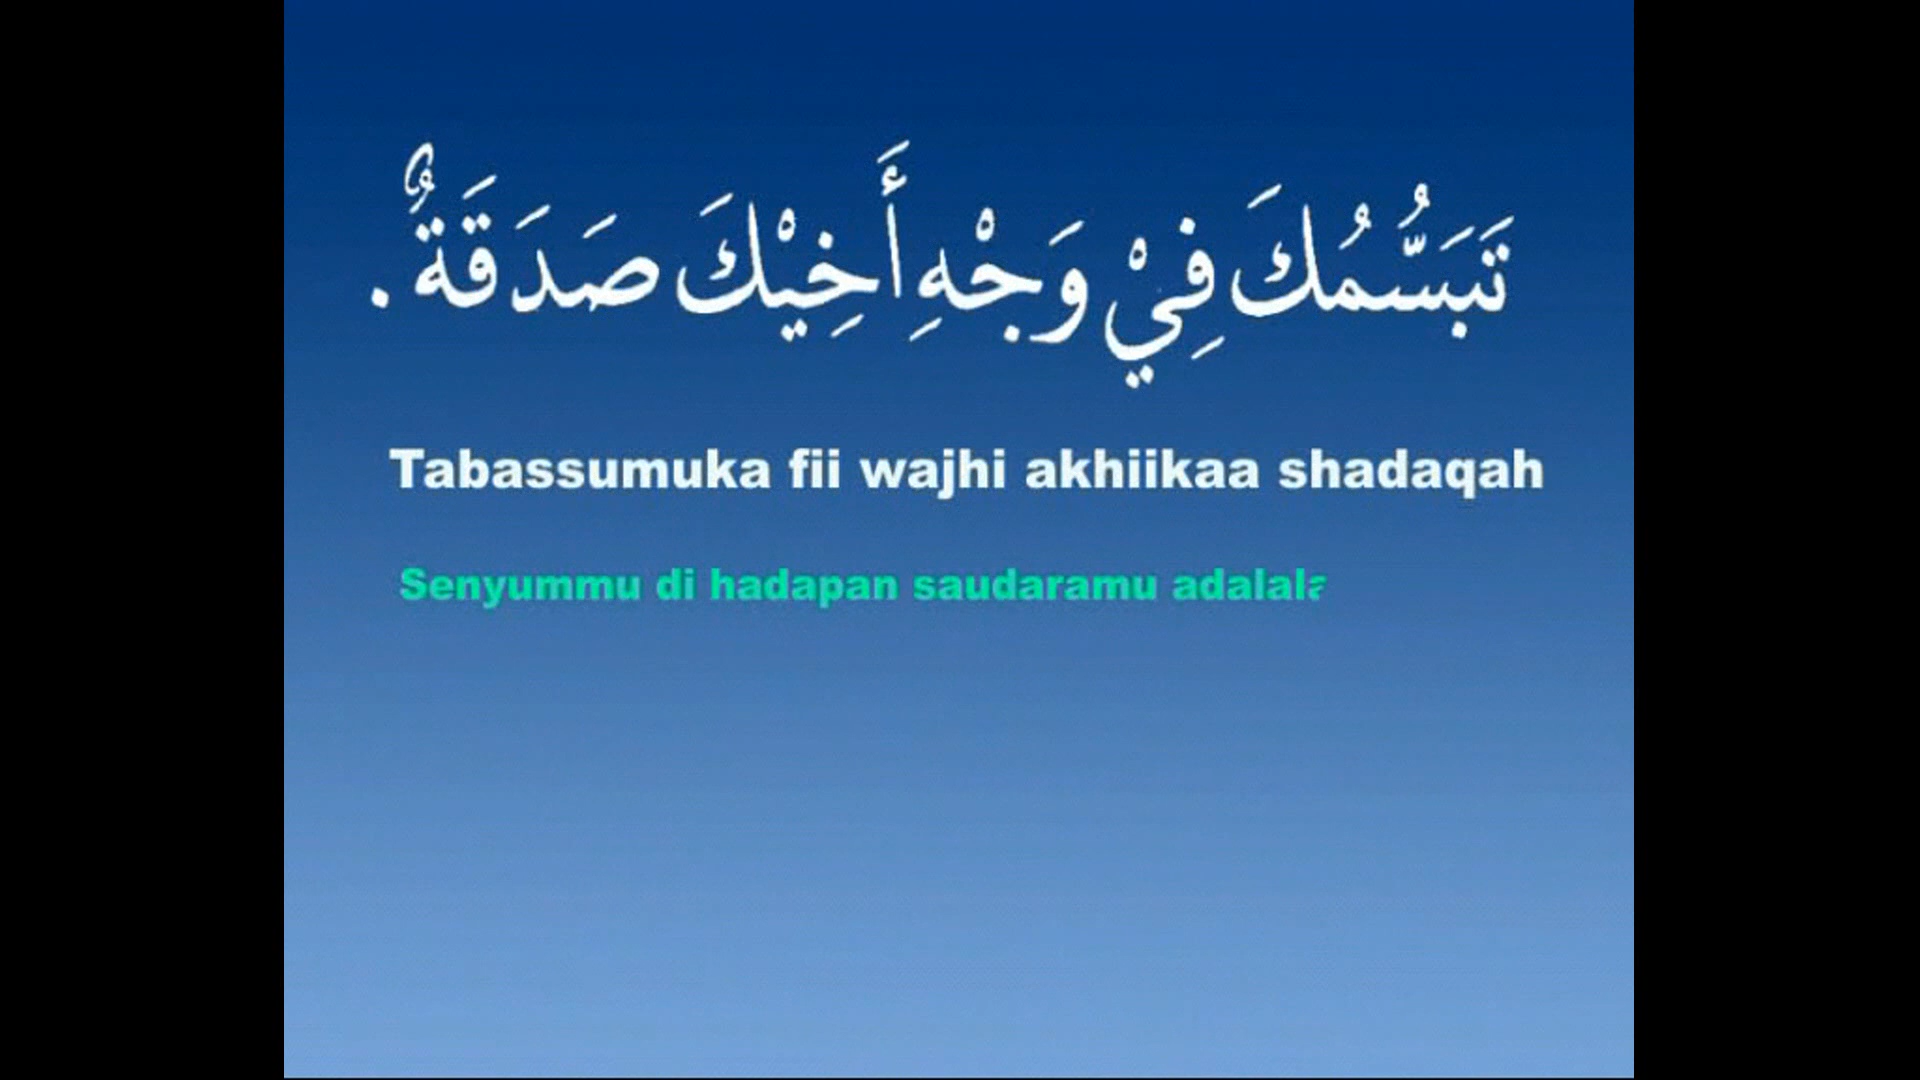 تَبَسُّمُكَ فِيْ وَجْهِ أَخِيْكَ صَدَقَةٌ .
Tabassumuka fii wajhi akhiikaa shadaqah
Senyummu di hadapan saudaramu